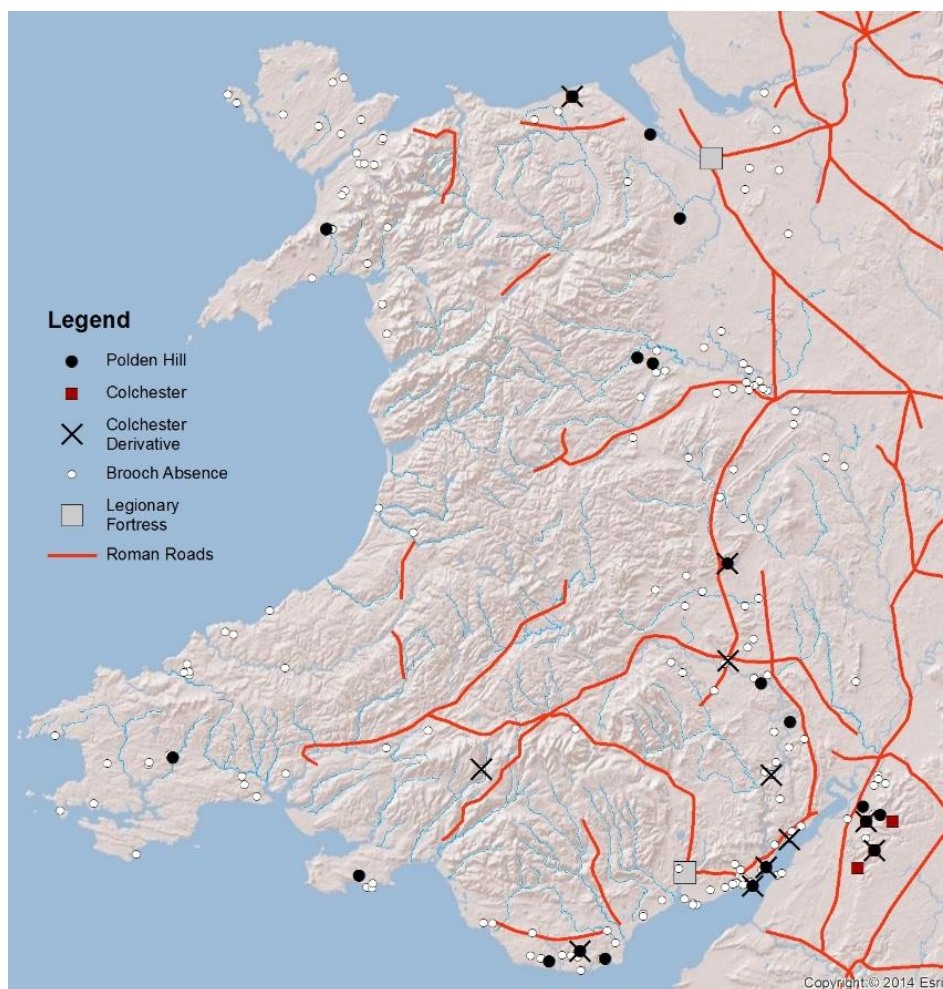 Legend
Polden Hill
Colchester
Colchester
Derivative
Brooch Absence
Legionary
Fortress
Roman Roads
Copyright:© 2014 Esri